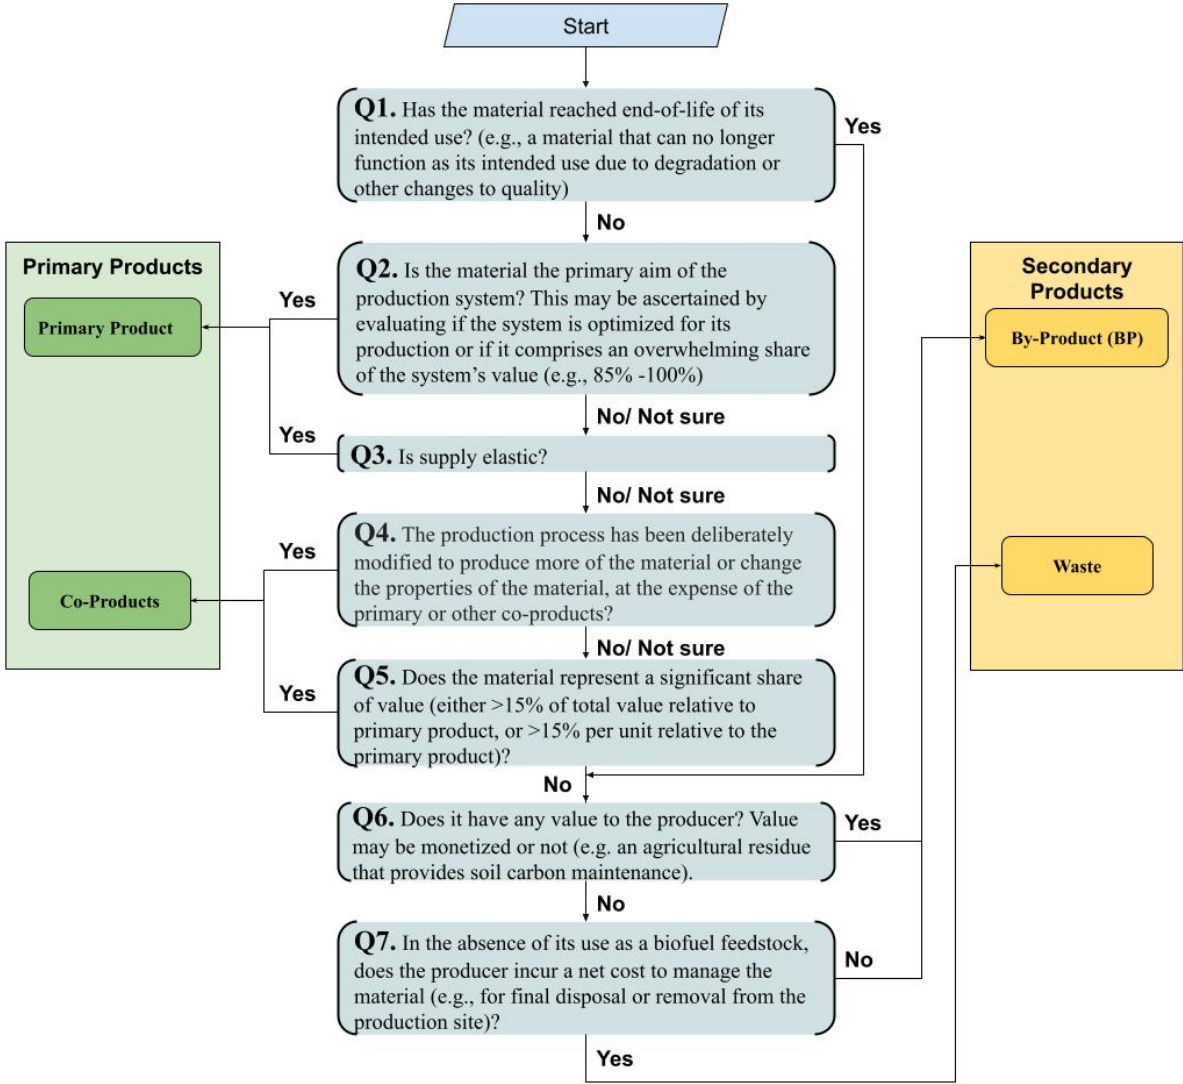 Start
Q1. Has the material reached end-of-life of its
intended use? (e.g., a material that can no longer
function as its intended use due to degradation or
other changes to quality)
Yes
No
Primary Products
Primary Product
Co-Products
Yes
Q2. Is the material the primary aim of the
production system? This may be ascertained by
evaluating if the system is optimized for its
production or if it comprises an overwhelming share
of the system's value (e.g., 85% -100%)
No/ Not sure
Yes
Q3. Is supply elastic?
No/ Not sure
Yes
Q4. The production process has been deliberately
modified to produce more of the material or change
the properties of the material, at the expense of the
primary or other co-products?
No/ Not sure
Yes
Q5. Does the material represent a significant share
of value (either >15% of total value relative to
primary product, or >15% per unit relative to the
primary product)?
No
Q6. Does it have any value to the producer? Value
may be monetized or not (e.g. an agricultural residue
that provides soil carbon maintenance).
Yes
No
Q7. In the absence of its use as a biofuel feedstock,
does the producer incur a net cost to manage the
material (e.g., for final disposal or removal from the
production site)?
No
Yes
Secondary
Products
By-Product (BP)
Waste